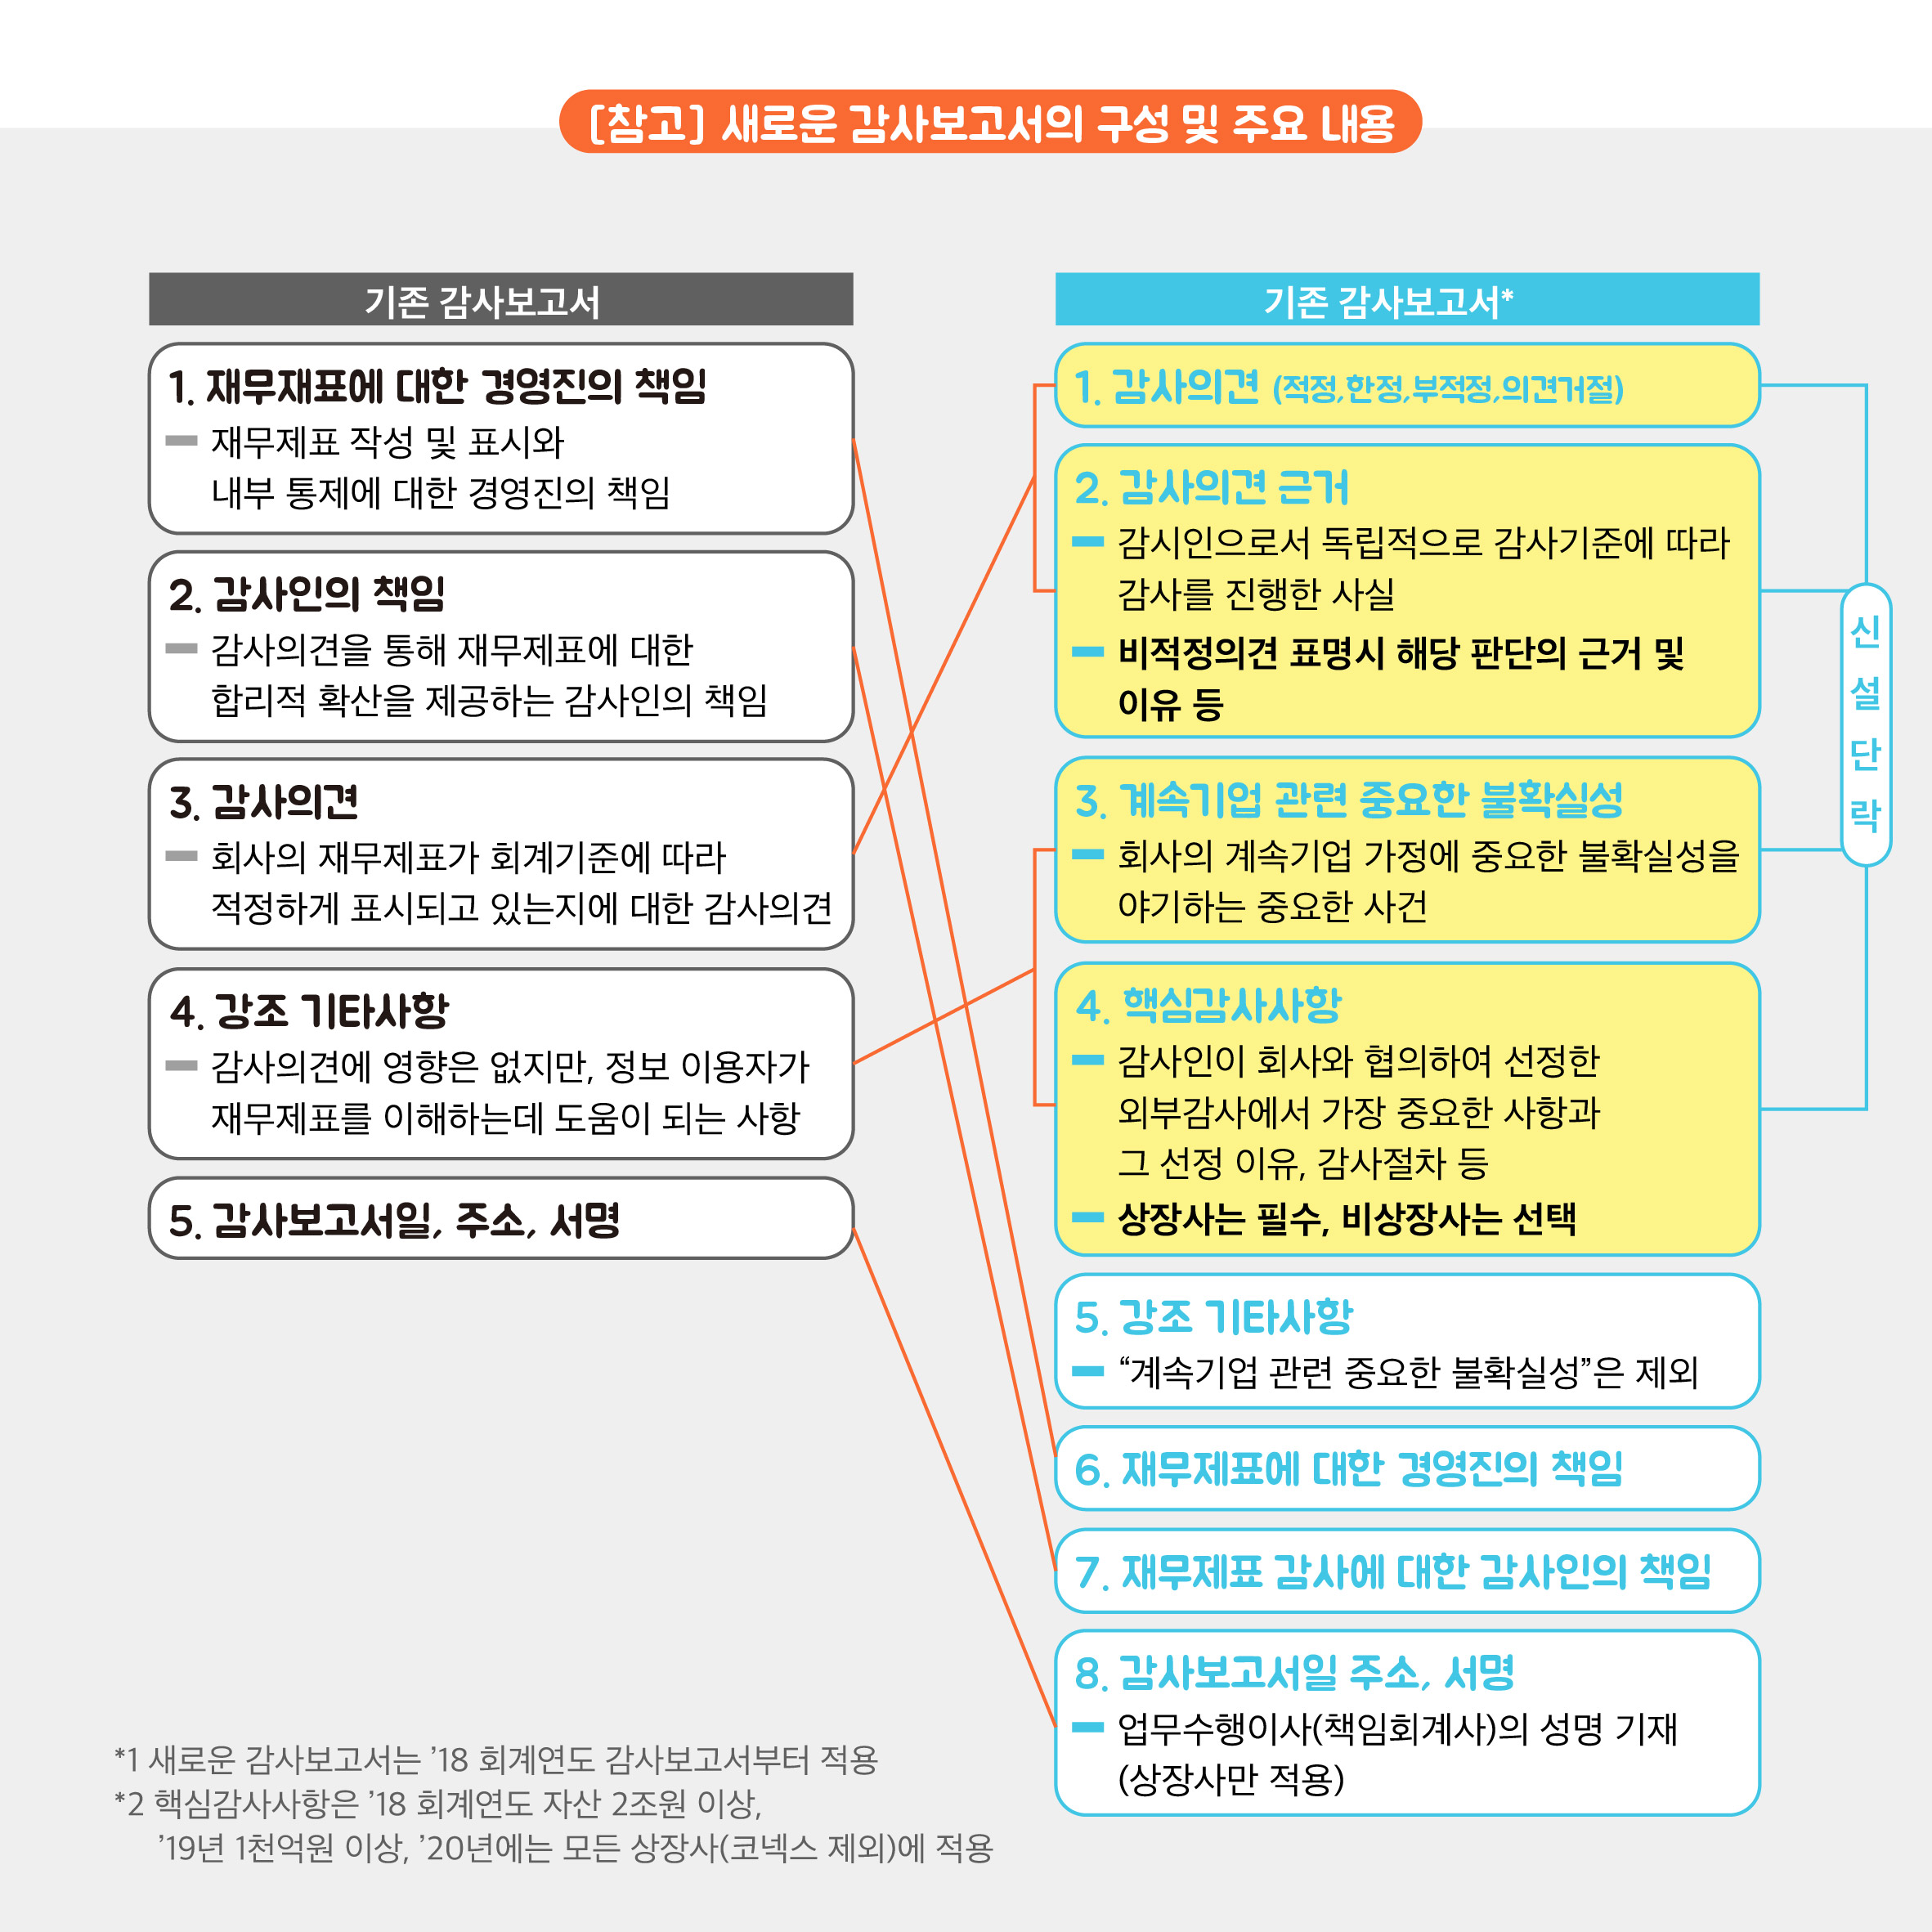 [참고] 새로운 감사보고서의 구성 및 주요 내용
기존 감사보고서
1. 재무재표에 대한 경영진의 책임
재무제표 작성 및 표시와
내부 통제에 대한 경영진의 책임
2. 감사인의 책임
감사의견을 통해 재무제표에 대한
합리적 확산을 제공하는 감사인의 책임
3. 감사의견
회사의 재무제표가 회계기준에 따라
적정하게 표시되고 있는지에 대한 감사의견
4. 강조 기타사항
감사의견에 영향은 없지만, 정보 이용자가
재무제표를 이해하는데 도움이 되는 사항
5. 감사보고서일, 주소, 서명
기존 감사보고서*
1. 감사의견 (적정,한정,부적정,의견거절)
2. 감사의견 근거
감시인으로서 독립적으로 감사기준에 따라
감사를 진행한 사실
비적정의견 표명시 해당 판단의 근거 및
이유 등
3. 계속기업 관련 중요한 불확실성
회사의 계속기업 가정에 중요한 불확실성을
야기하는 중요한 사건
4. 핵심감사사항
감사인이 회사와 협의하여 선정한
외부감사에서 가장 중요한 사항과
그 선정 이유, 감사절차 등
상장사는 필수, 비상장사는 선택
5. 강조 기타사항
“계속기업 관련 중요한 불확실성”은 제외
6. 재무제표에 대한 경영진의 책임
7. 재무제표 감사에 대한 감사인의 책임
8. 감사보고서일 주소, 서명
업무수행이사(책임회계사)의 성명 기재
(상장사만 적용)
신설단락
*1 새로운 감사보고서는 ’18 회계연도 감사보고서부터 적용
*2 핵심감사사항은 ’18 회계연도 자산 2조원 이상,
’19년 1천억원 이상, ’20년에는 모든 상장사(코넥스 제외)에 적용